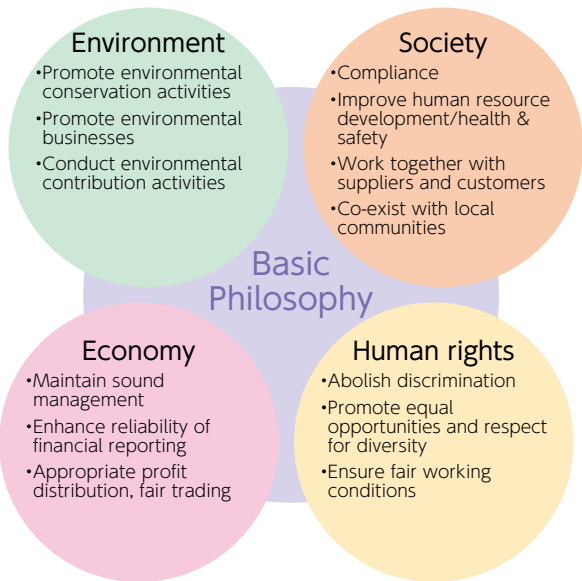 Environment
•Promote environmental
conservation activities
•Promote environmental
businesses
•Conduct environmental
contribution activities
Society
•Compliance
•Improve human resource
development/health &
safety
•Work together with
suppliers and customers
•Co-exist with local
communities
Basic
Philosophy
Economy
•Maintain sound
management
•Enhance reliability of
financial reporting
•Appropriate profit
distribution, fair trading
Human rights
•Abolish discrimination
•Promote equal
opportunities and respect
for diversity
•Ensure fair working
conditions